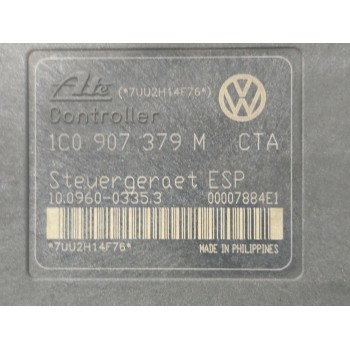 Ate (*7UU2H14F76*)
Controller
1C0 907 379 M CTA
Steuergeraet ESP
10.0960-0335.3 00007884E1
*7UU2H14F76*
MADE IN PHILIPPINES